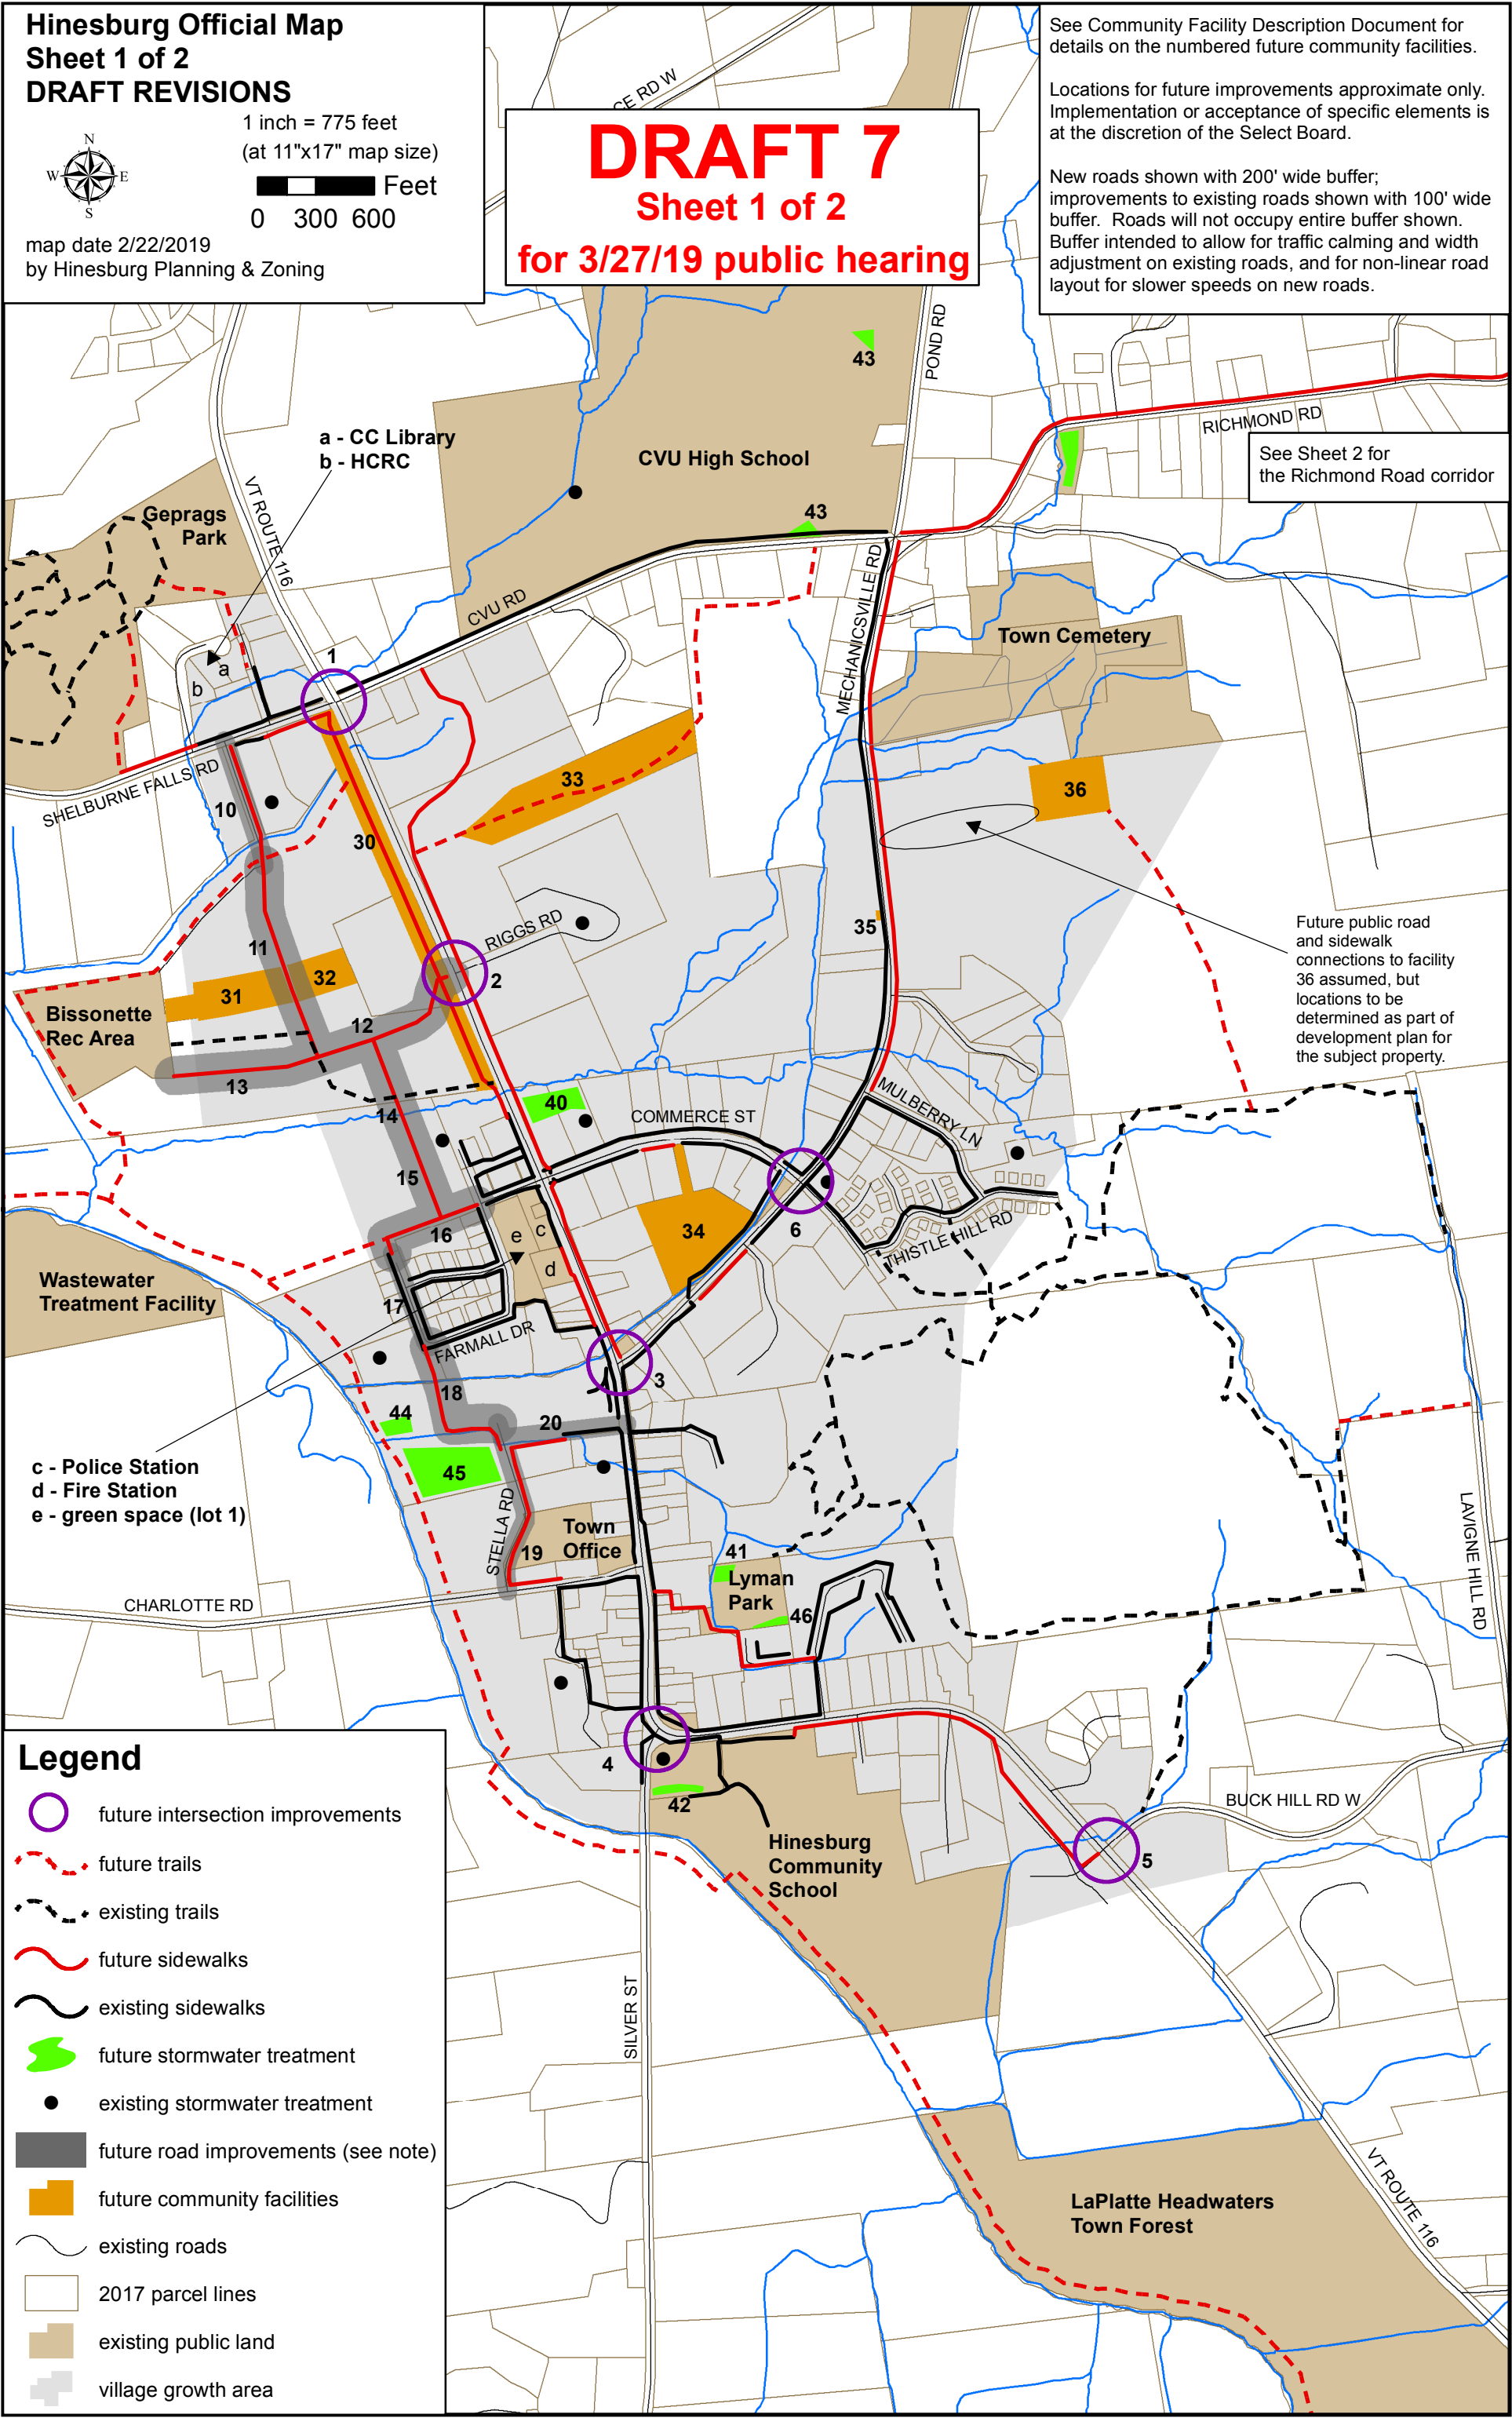 Hinesburg Official Map
Sheet 1 of 2
DRAFT REVISIONS
1 inch = 775 feet
(at 11"x17" map size)
N
W E
S
Feet
0 300 600
map date 2/22/2019
by Hinesburg Planning & Zoning
CE RD W
DRAFT 7
Sheet 1 of 2
for 3/27/19 public hearing
See Community Facility Description Document for
details on the numbered future community facilities.
Locations for future improvements approximate only.
Implementation or acceptance of specific elements is
at the discretion of the Select Board.
New roads shown with 200' wide buffer;
improvements to existing roads shown with 100' wide
buffer. Roads will not occupy entire buffer shown.
Buffer intended to allow for traffic calming and width
adjustment on existing roads, and for non-linear road
layout for slower speeds on new roads.
POND RD
43
RICHMOND RD
See Sheet 2 for
the Richmond Road corridor
a - CC Library
b - HCRC
CVU High School
VT ROUTE 116
Geprags
Park
43
MECHANICSVILLE RD
CVU RD
Town Cemetery
1
a
b
SHELBURNE FALLS RD
10
33
36
30
35
RIGGS RD
11
32
31
2
Future public road
and sidewalk
connections to facility
36 assumed, but
locations to be
determined as part of
development plan for
the subject property.
Bissonette
Rec Area
12
13
14
40
COMMERCE ST
MULBERRY LN
15
16
e
c
d
34
6
THISTLE HILL RD
Wastewater
Treatment Facility
17
FARMALL DR
3
18
44
20
45
c - Police Station
d - Fire Station
e - green space (lot 1)
STELLA RD
19
Town
Office
41
Lyman
Park
46
LAVIGNE HILL RD
CHARLOTTE RD
4
42
BUCK HILL RD W
5
Hinesburg
Community
School
SILVER ST
LaPlatte Headwaters
Town Forest
VT ROUTE 116
Legend
future intersection improvements
future trails
existing trails
future sidewalks
existing sidewalks
future stormwater treatment
existing stormwater treatment
future road improvements (see note)
future community facilities
existing roads
2017 parcel lines
existing public land
village growth area